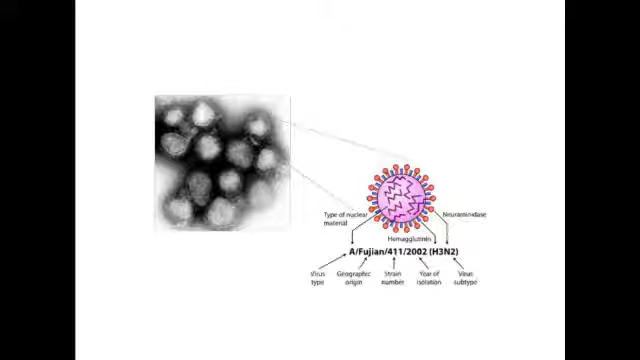 Type of nuclear
material
Neuraminidase
Hemagglutinin
A/Fujian/411/2002 (H3N2)
Virus
type
Geographic
origin
Strain
number
Year of
isolation
Virus
subtype